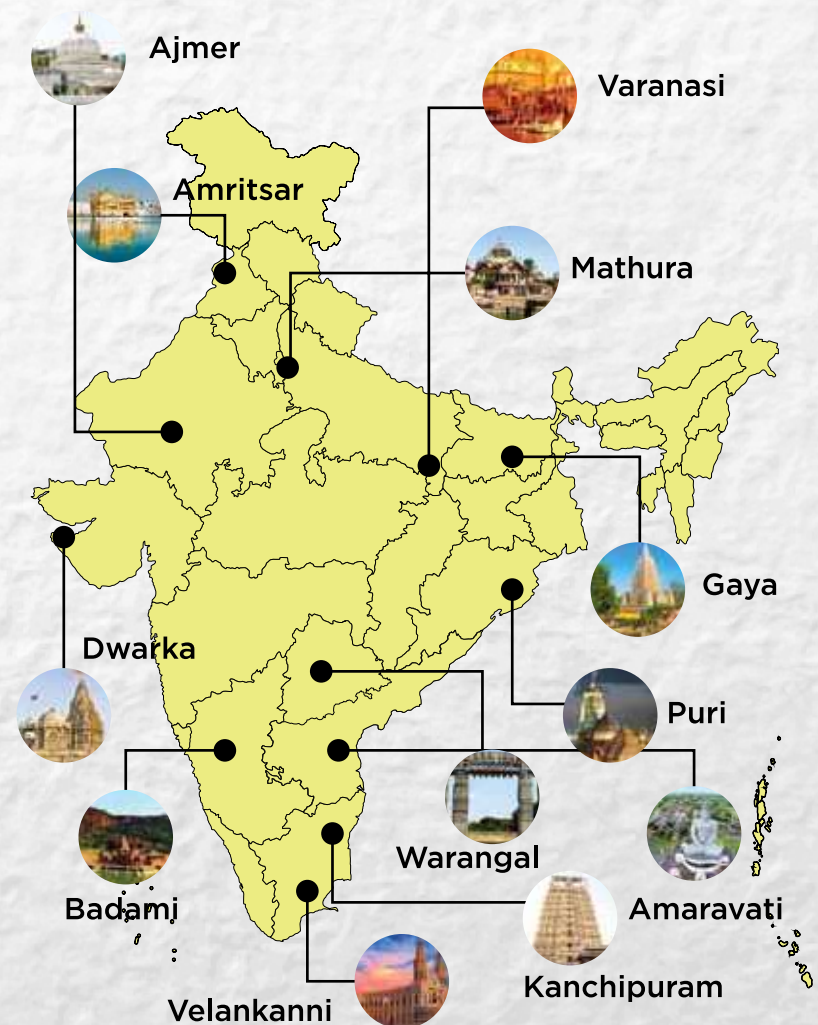 Ajmer
Varanasi
Amritsar
Mathura
Gaya
Dwarka
Puri
Warangal
Badami
Amaravati
Kanchipuram
Velankanni